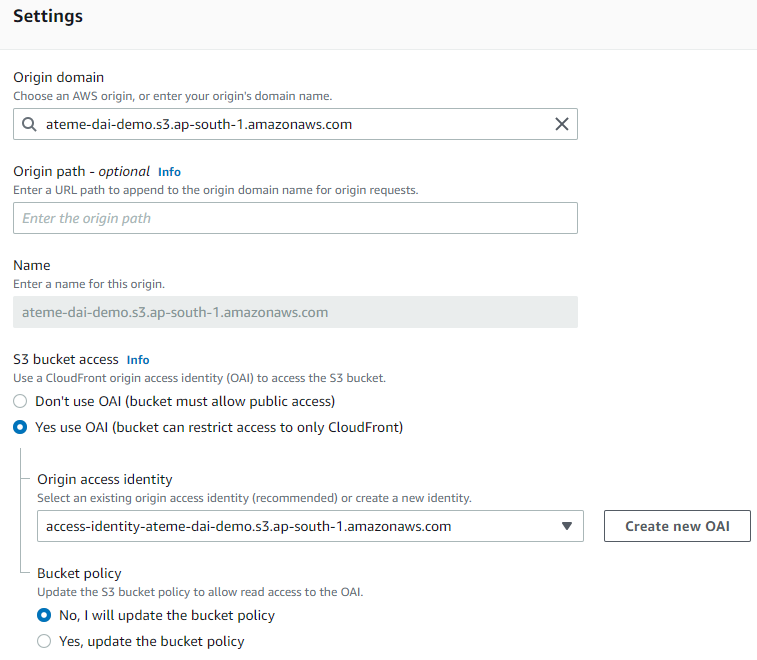 Settings
Origin domain
Choose an AWS origin, or enter your origin's domain name.
ateme-dai-demo.s3.ap-south-1.amazonaws.com
Origin path - optional Info
Enter a URL path to append to the origin domain name for origin requests.
Enter the origin path
Name
Enter a name for this origin.
ateme-dai-demo.s3.ap-south-1.amazonaws.com
S3 bucket access Info
Use a CloudFront origin access identity (OAI) to access the S3 bucket.
Don't use OAI (bucket must allow public access)
Yes use OAI (bucket can restrict access to only CloudFront)
Origin access identity
Select an existing origin access identity (recommended) or create a new identity.
access-identity-ateme-dai-demo.s3.ap-south-1.amazonaws.com
Create new OAI
Bucket policy
Update the S3 bucket policy to allow read access to the OAI.
No, I will update the bucket policy
Yes, update the bucket policy